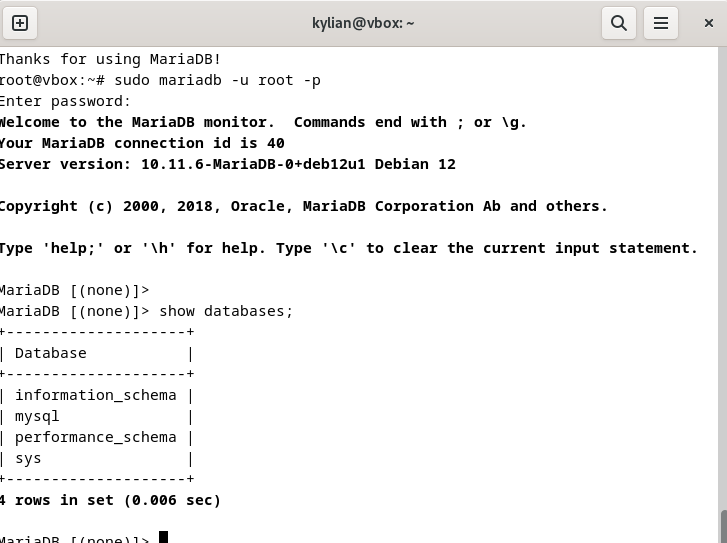 kylian@vbox: ~
Thanks for using MariaDB!
root@vbox:~# sudo mariadb -u root -p
Enter password:
Welcome to the MariaDB monitor.  Commands end with ; or \g.
Your MariaDB connection id is 40
Server version: 10.11.6-MariaDB-0+deb12u1 Debian 12
Copyright (c) 2000, 2018, Oracle, MariaDB Corporation Ab and others.
Type 'help;' or '\h' for help. Type '\c' to clear the current input statement.
MariaDB [(none)]>
MariaDB [(none)]> show databases;
+--------------------+
| Database           |
+--------------------+
| information_schema |
| mysql              |
| performance_schema |
| sys                |
+--------------------+
4 rows in set (0.006 sec)
MariaDB [(none)]>